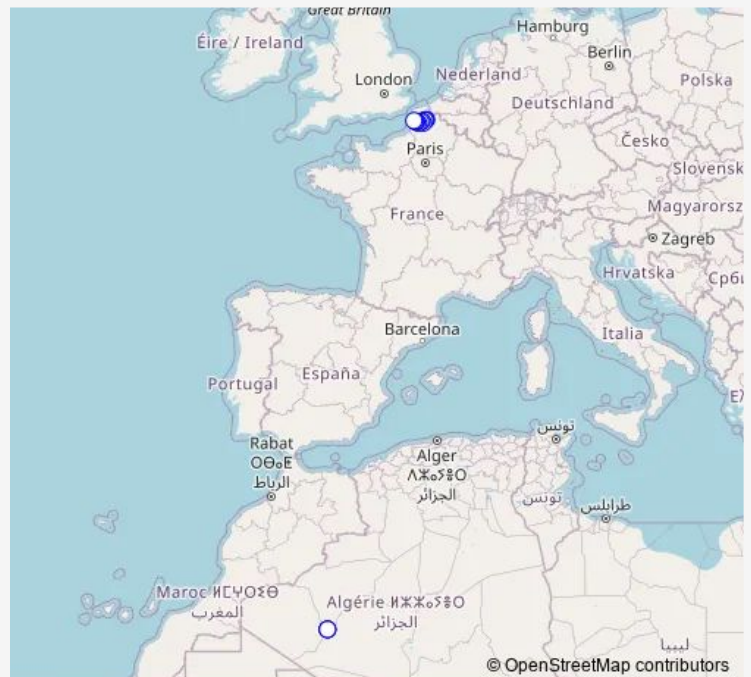 Great Britain
Hamburg
Éire / Ireland
Berlin
London
Nederland
Polska
Deutschland
Česko
Paris
Slovensk
Magyarorsz
France
Zagreb
Hrvatska
Срби
Barcelona
Italia
España
Portugal
Ελ
تونس
Rabat
ⵔⴱⴰⵟ
الرباط
Alger
الجزائر
تونس
طرابلس
Maroc ⵍⵎⵖⵔⵉⴱ
المغرب
Algérie ⵍⵣⵣⴰⵢⴻⵔ
الجزائر
ليبيا
© OpenStreetMap contributors